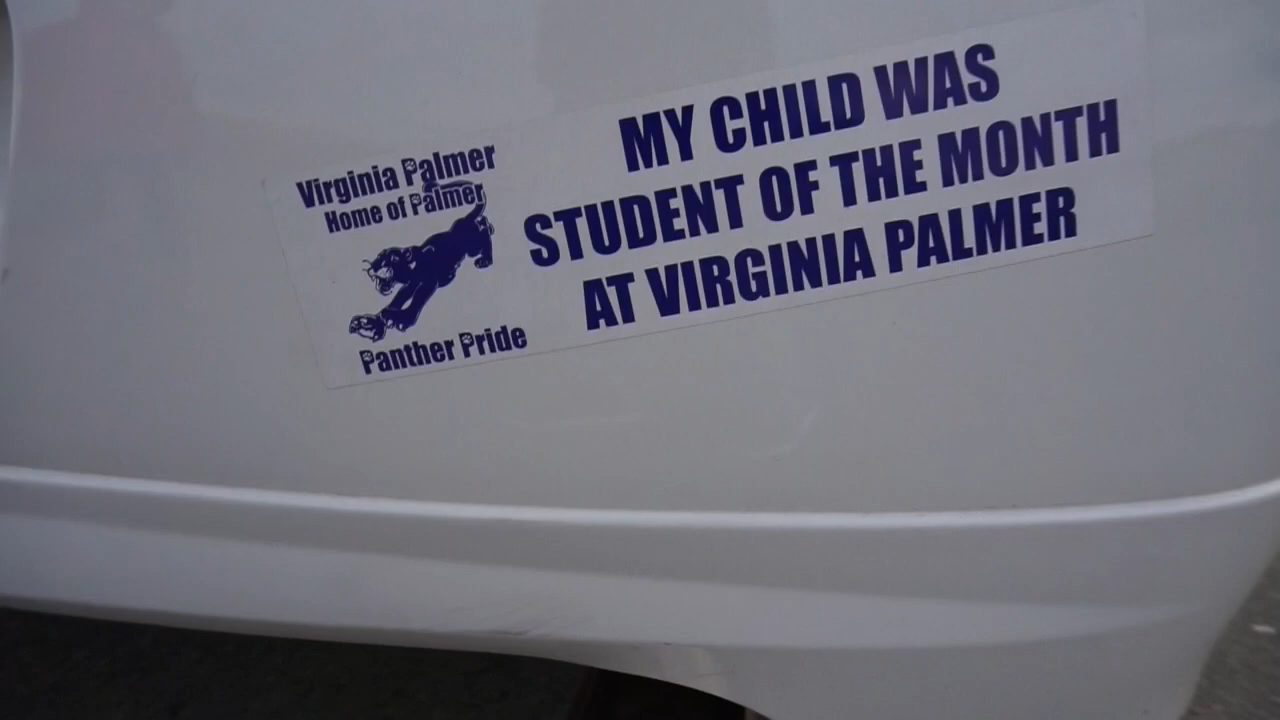 Virginia Palmer
Home of Palmer
Panther Pride
MY CHILD WAS
STUDENT OF THE MONTH
AT VIRGINIA PALMER